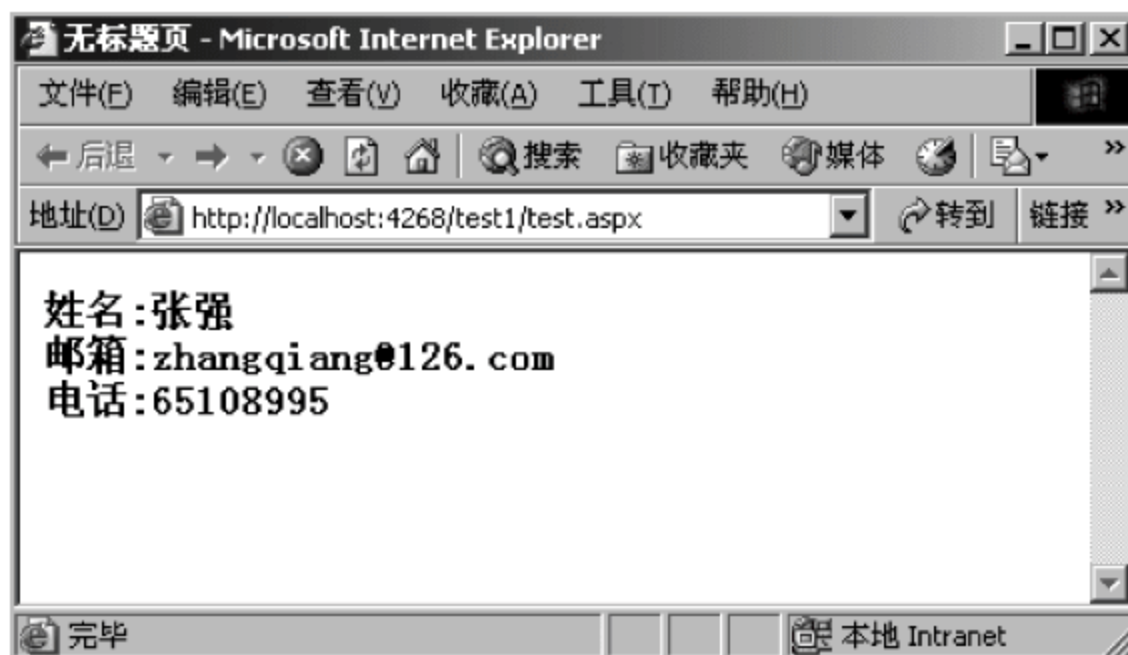 无标题页 - Microsoft Internet Explorer
文件(F) 编辑(E) 查看(V) 收藏(A) 工具(T) 帮助(H)
后退 搜索 收藏夹 媒体 »
地址(D) http://localhost:4268/test1/test.aspx 转到 链接 »
姓名:张强
邮箱:zhangqiang@126.com
电话:65108995
完毕 本地 Intranet